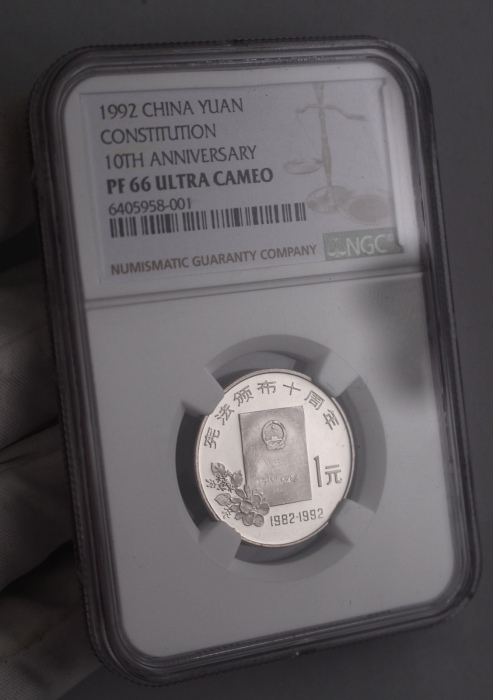 1992 CHINA YUAN
CONSTITUTION
10TH ANNIVERSARY
PF 66 ULTRA CAMEO
6405958-001
NUMISMATIC GUARANTY COMPANY
NGC
宪法颁布十周年
1元
1982-1992